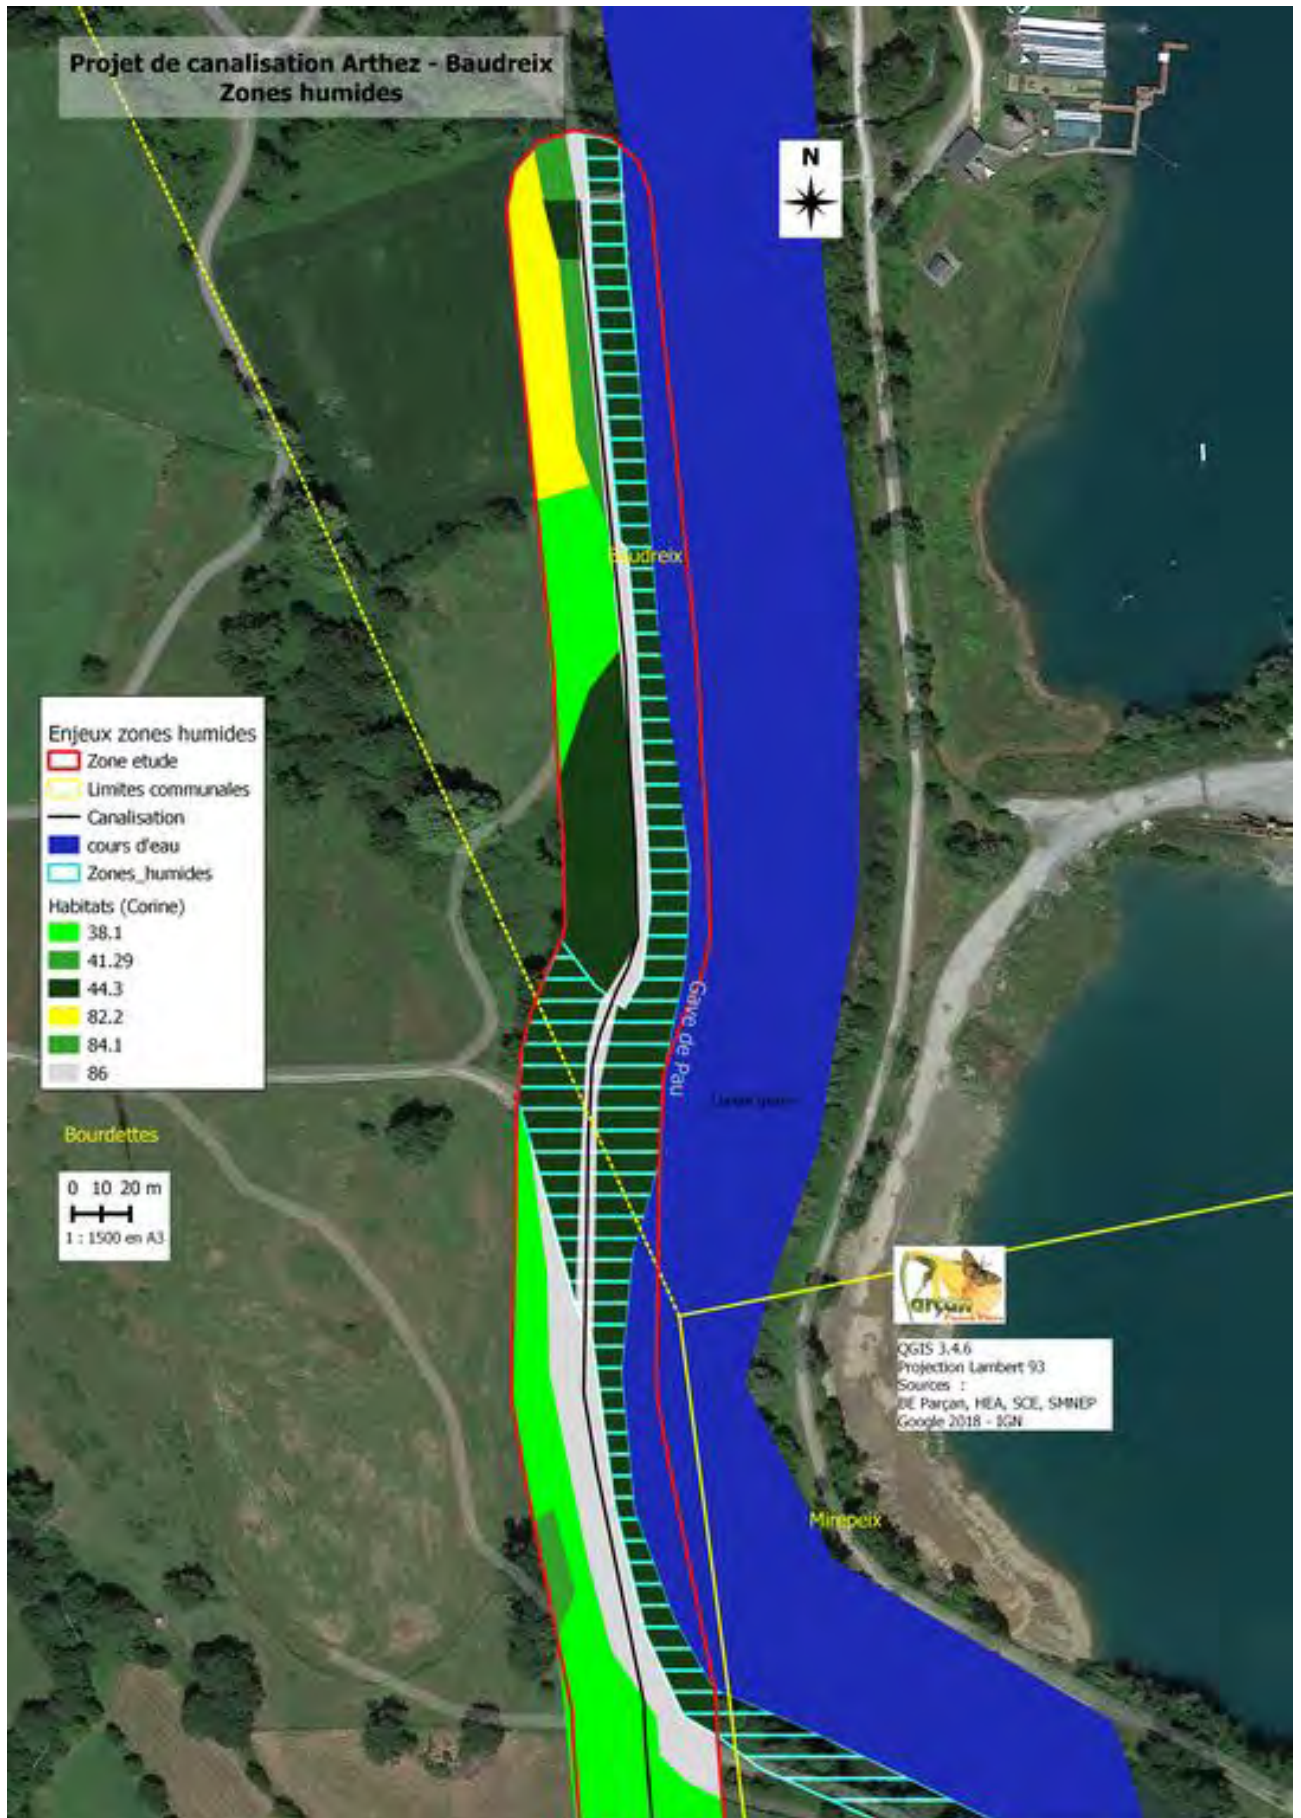 Projet de canalisation Arthez - Baudreix
Zones humides
N
Baudreix
Enjeux zones humides
Zone etude
Limites communales
Canalisation
cours d'eau
Zones_humides
Habitats (Corine)
38.1
41.29
44.3
82.2
84.1
86
Gave de Pau
Bourdettes
0 10 20 m
1 : 1500 en A3
QGIS 3.4.6
Projection Lambert 93
Sources :
BE Parçan, HEA, SCE, SMNEP
Google 2018 - IGN
Mirepeix